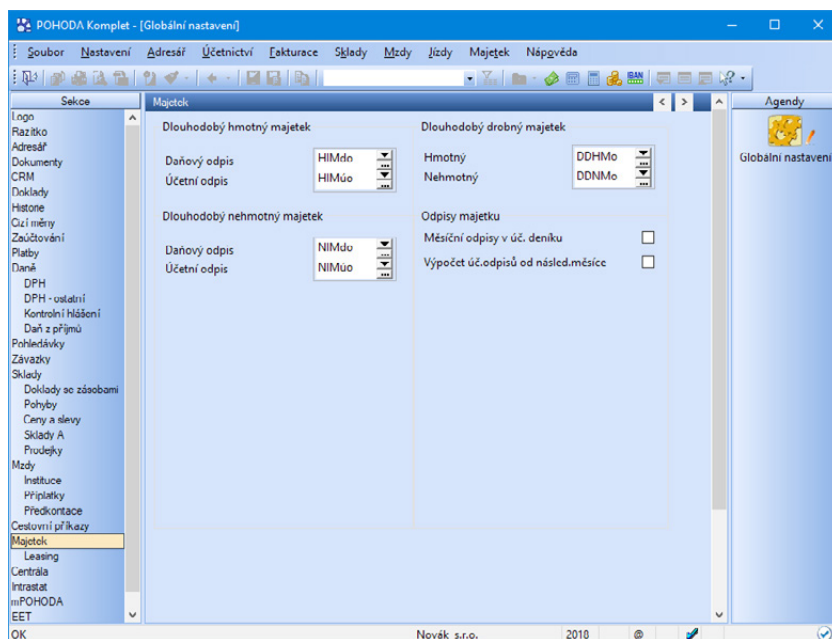 POHODA Komplet - [Globální nastavení]
Soubor Nastavení Adresář Účetnictví Fakturace Sklady Mzdy Jízdy Majetek Nápověda
IBAN
Sekce
Logo
Razítko
Adresář
Dokumenty
CRM
Doklady
Historie
Cizí měny
Zaúčtování
Platby
Daně
DPH
DPH - ostatní
Kontrolní hlášení
Daň z příjmů
Pohledávky
Závazky
Sklady
Doklady se zásobami
Pohyby
Ceny a slevy
Sklady A
Prodejky
Mzdy
Instituce
Příplatky
Předkontace
Cestovní příkazy
Majetek
Leasing
Centrála
Intrastat
mPOHODA
EET
Majetek
Dlouhodobý hmotný majetek
Daňový odpis HIMdo
Účetní odpis HIMúo
Dlouhodobý nehmotný majetek
Daňový odpis NIMdo
Účetní odpis NIMúo
Dlouhodobý drobný majetek
Hmotný DDHMo
Nehmotný DDNMo
Odpisy majetku
Měsíční odpisy v úč. deníku
Výpočet úč.odpisů od násled.měsíce
Agendy
Globální nastavení
OK Novák s.r.o. 2018 @